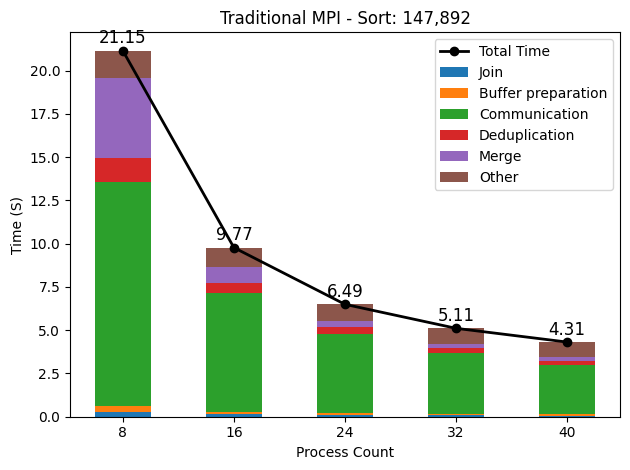 Traditional MPI - Sort: 147,892
Time (S)
20.0
17.5
15.0
12.5
10.0
7.5
5.0
2.5
0.0
21.15
9.77
6.49
5.11
4.31
Total Time
Join
Buffer preparation
Communication
Deduplication
Merge
Other
8
16
24
32
40
Process Count